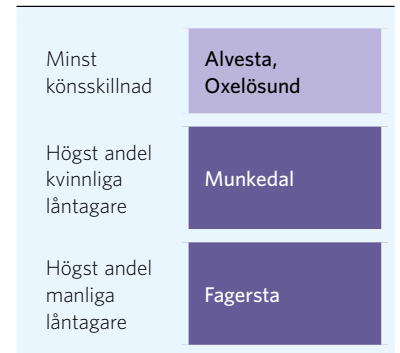 Minst
könsskillnad
Alvesta,
Oxelösund
Högst andel
kvinnliga
låntagare
Munkedal
Högst andel
manliga
låntagare
Fagersta